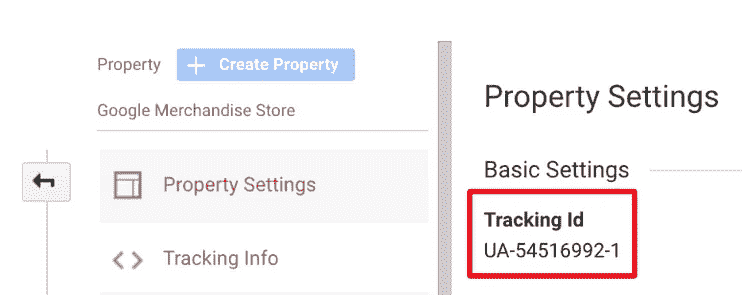 Property
+ Create Property
Google Merchandise Store
Property Settings
Tracking Info
Property Settings
Basic Settings
Tracking Id
UA-54516992-1